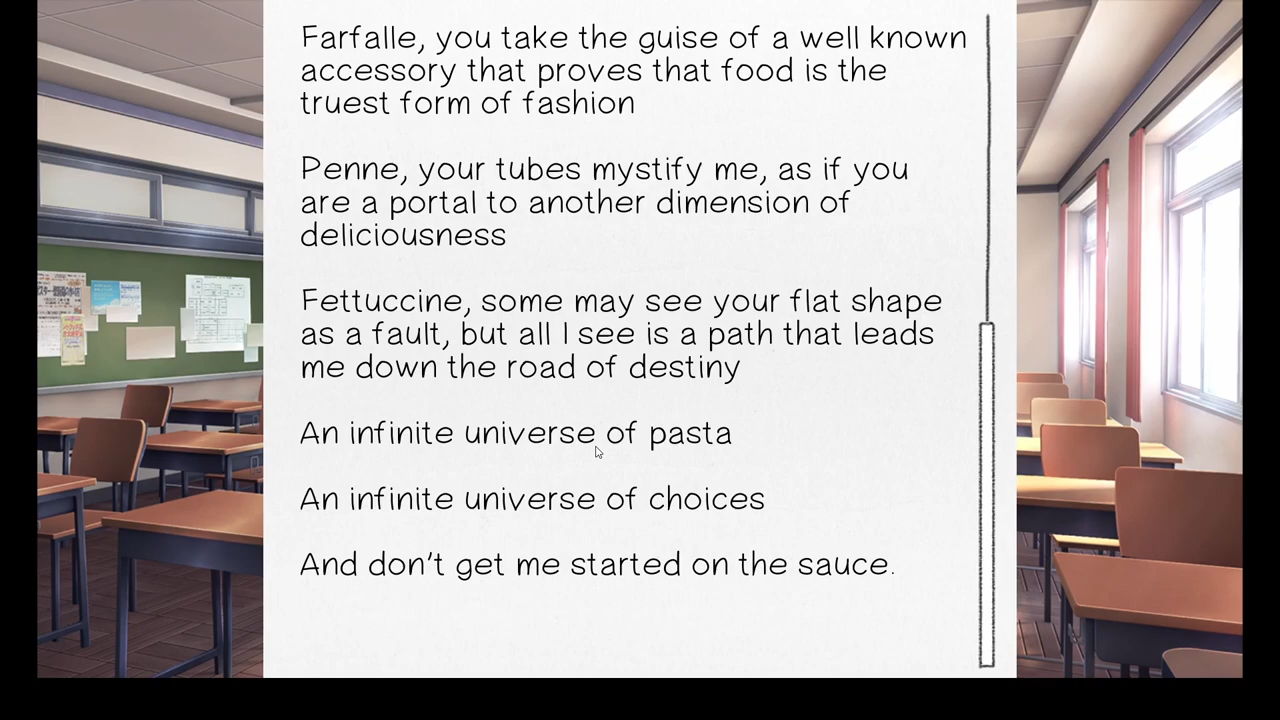 Farfalle, you take the guise of a well known
accessory that proves that food is the
truest form of fashion
Penne, your tubes mystify me, as if you
are a portal to another dimension of
deliciousness
Fettuccine, some may see your flat shape
as a fault, but all I see is a path that leads
me down the road of destiny
An infinite universe of pasta
An infinite universe of choices
And don't get me started on the sauce.